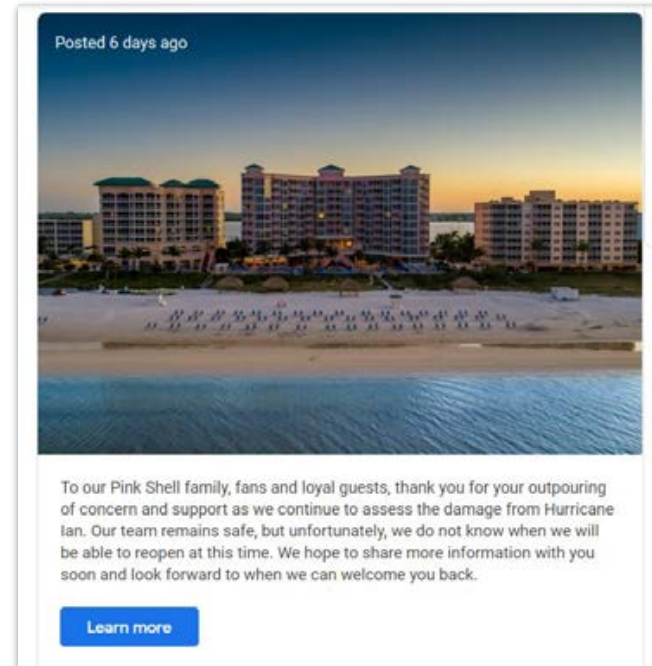 Posted 6 days ago
To our Pink Shell family, fans and loyal guests, thank you for your outpouring
of concern and support as we continue to assess the damage from Hurricane
Ian. Our team remains safe, but unfortunately, we do not know when we will
be able to reopen at this time. We hope to share more information with you
soon and look forward to when we can welcome you back.
Learn more